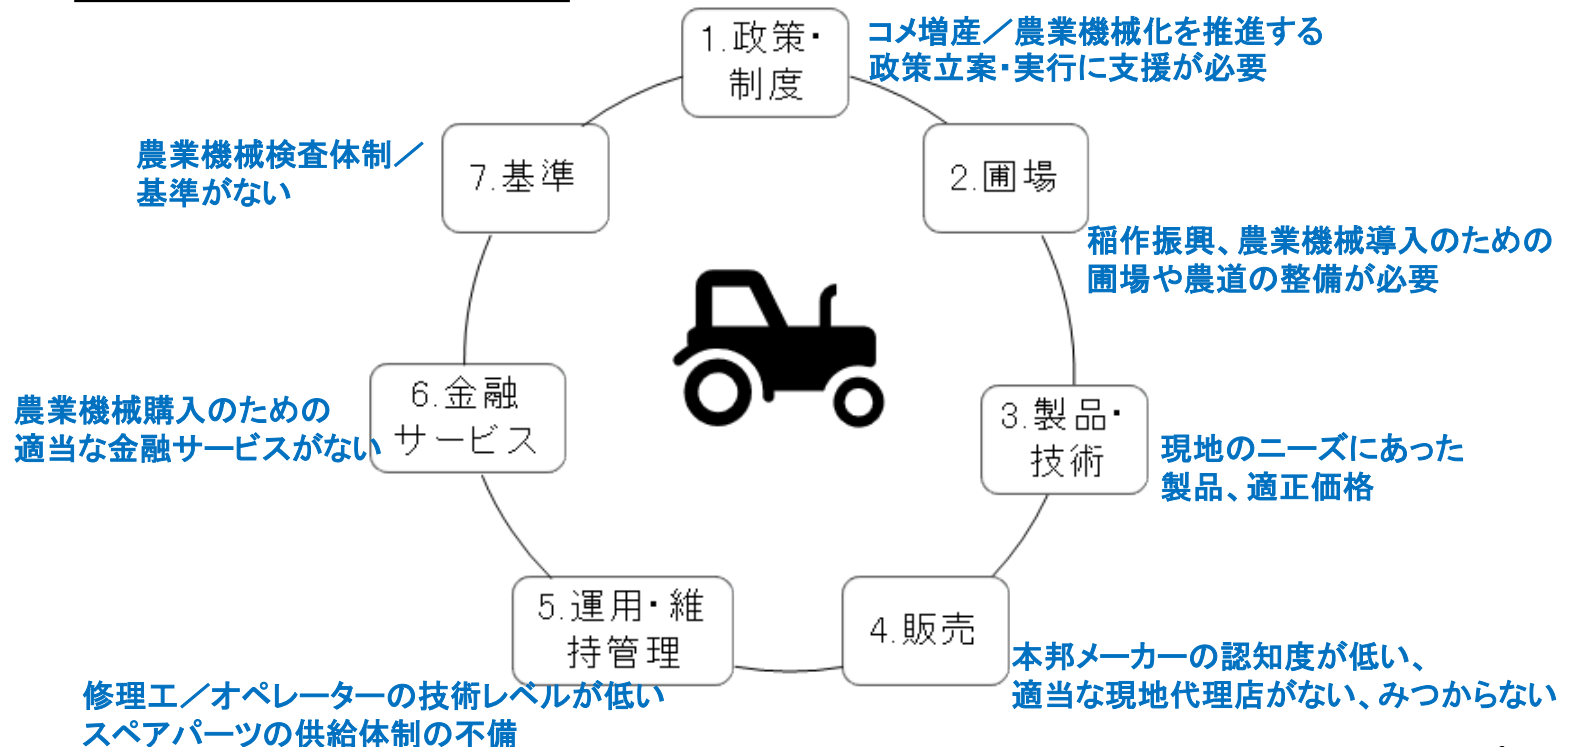 1.政策・
制度
コメ増産／農業機械化を推進する
政策立案・実行に支援が必要
2.圃場
稲作振興、農業機械導入のための
圃場や農道の整備が必要
3.製品・
技術
現地のニーズにあった
製品、適正価格
4.販売
本邦メーカーの認知度が低い、
適当な現地代理店がない、みつからない
5.運用・維
持管理
修理工／オペレーターの技術レベルが低い
スペアパーツの供給体制の不備
6.金融
サービス
農業機械購入のための
適当な金融サービスがない
7.基準
農業機械検査体制／
基準がない